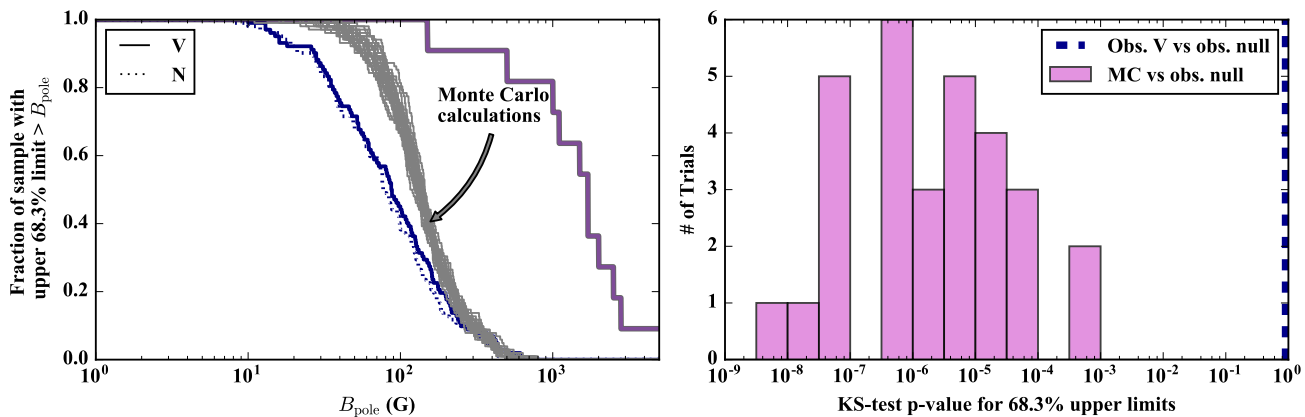 Fraction of sample with
upper 68.3% limit > B_pole
1.0
0.8
0.6
0.4
0.2
0.0
V
N
Monte Carlo
calculations
10^0
10^1
10^2
10^3
B_pole (G)
# of Trials
6
5
4
3
2
1
0
Obs. V vs obs. null
MC vs obs. null
10^-9
10^-8
10^-7
10^-6
10^-5
10^-4
10^-3
10^-2
10^-1
10^0
KS-test p-value for 68.3% upper limits